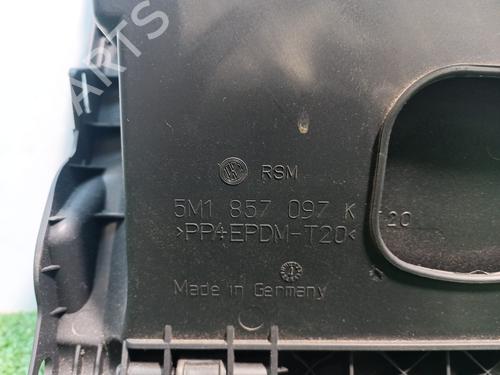 RSM
5M1 857 097 K
>PP+EPDM-T20<
Made in Germany